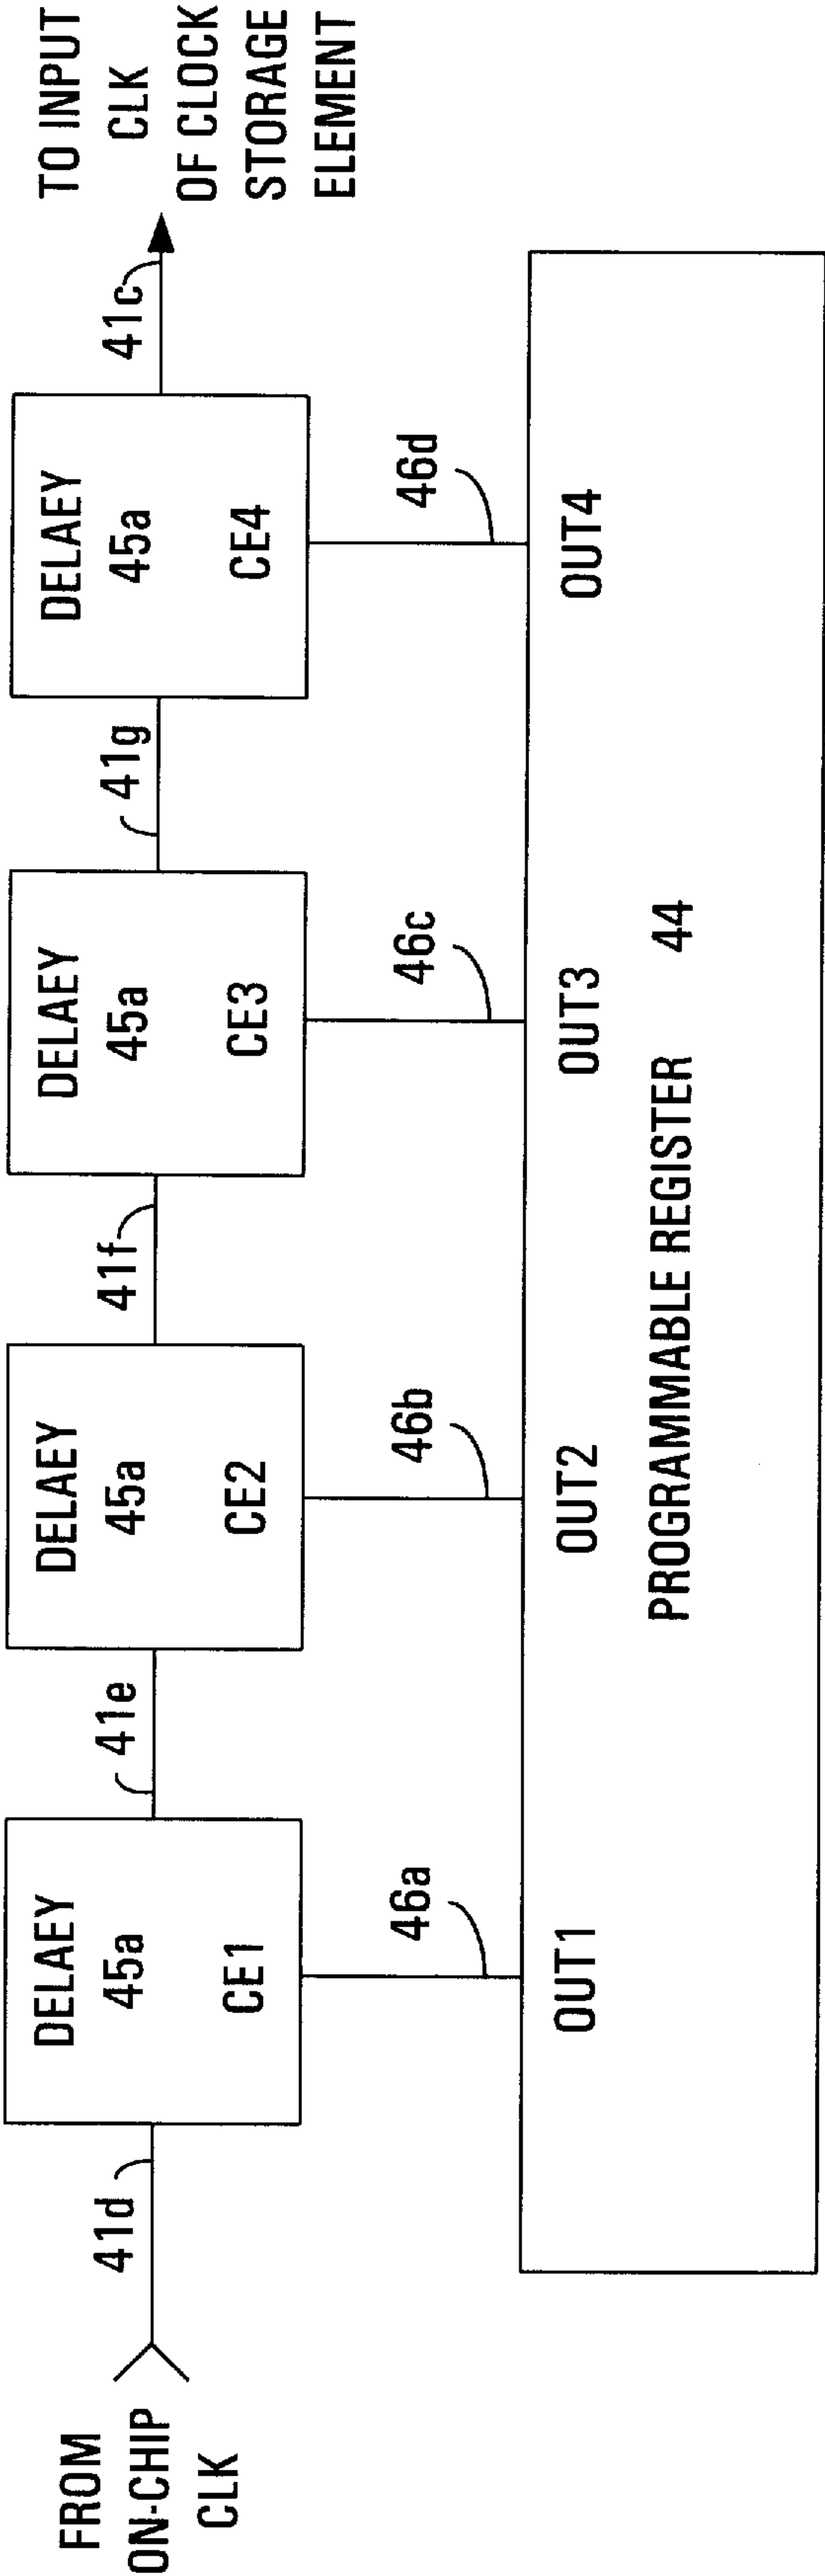 FROM
ON-CHIP
CLK
41d
DELAEY
45a
CE1
41e
DELAEY
45a
CE2
41f
DELAEY
45a
CE3
41g
DELAEY
45a
CE4
41c
TO INPUT
CLK
OF CLOCK
STORAGE
ELEMENT
46a
46b
46c
46d
OUT1
OUT2
OUT3
OUT4
PROGRAMMABLE REGISTER 44